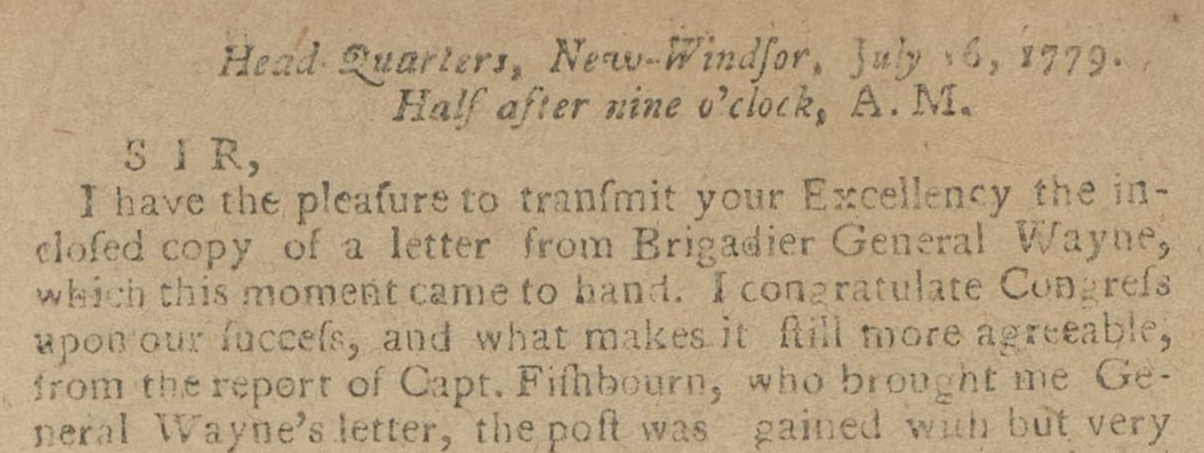 Head Quarters, New-Windſor, July 16, 1779.
Half after nine o'clock, A. M.
S I R,
I have the pleaſure to tranſmit your Excellency the in-
cloſed copy of a letter from Brigadier General Wayne,
which this moment came to hand. I congratulate Congreſs
upon our ſucceſs, and what makes it ſtill more agreeable,
from the report of Capt. Fiſhbourn, who brought me Ge-
neral Wayne's letter, the poſt was gained with but very